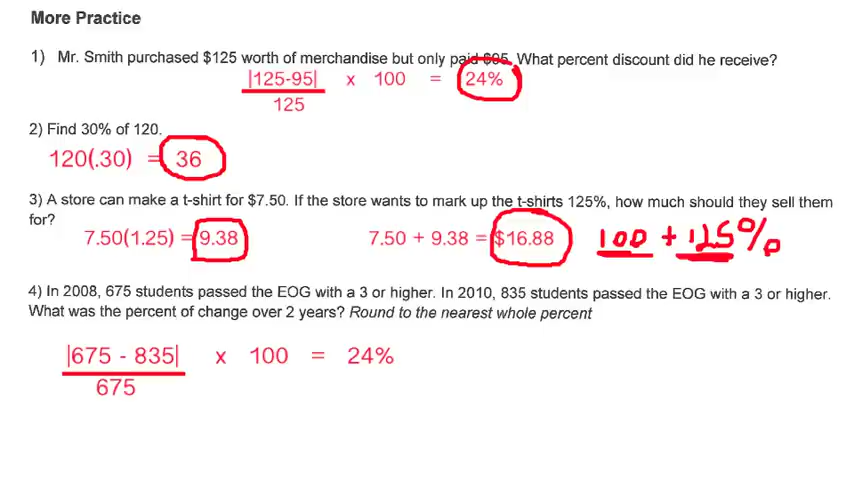 More Practice
1) Mr. Smith purchased $125 worth of merchandise but only paid $95. What percent discount did he receive?
|125-95| x 100 = 24%
125
2) Find 30% of 120.
120(.30) = 36
3) A store can make a t-shirt for $7.50. If the store wants to mark up the t-shirts 125%, how much should they sell them
for?
7.50(1.25) = 9.38 7.50 + 9.38 = $16.88 100 + 125%
4) In 2008, 675 students passed the EOG with a 3 or higher. In 2010, 835 students passed the EOG with a 3 or higher.
What was the percent of change over 2 years? Round to the nearest whole percent
|675 - 835| x 100 = 24%
675